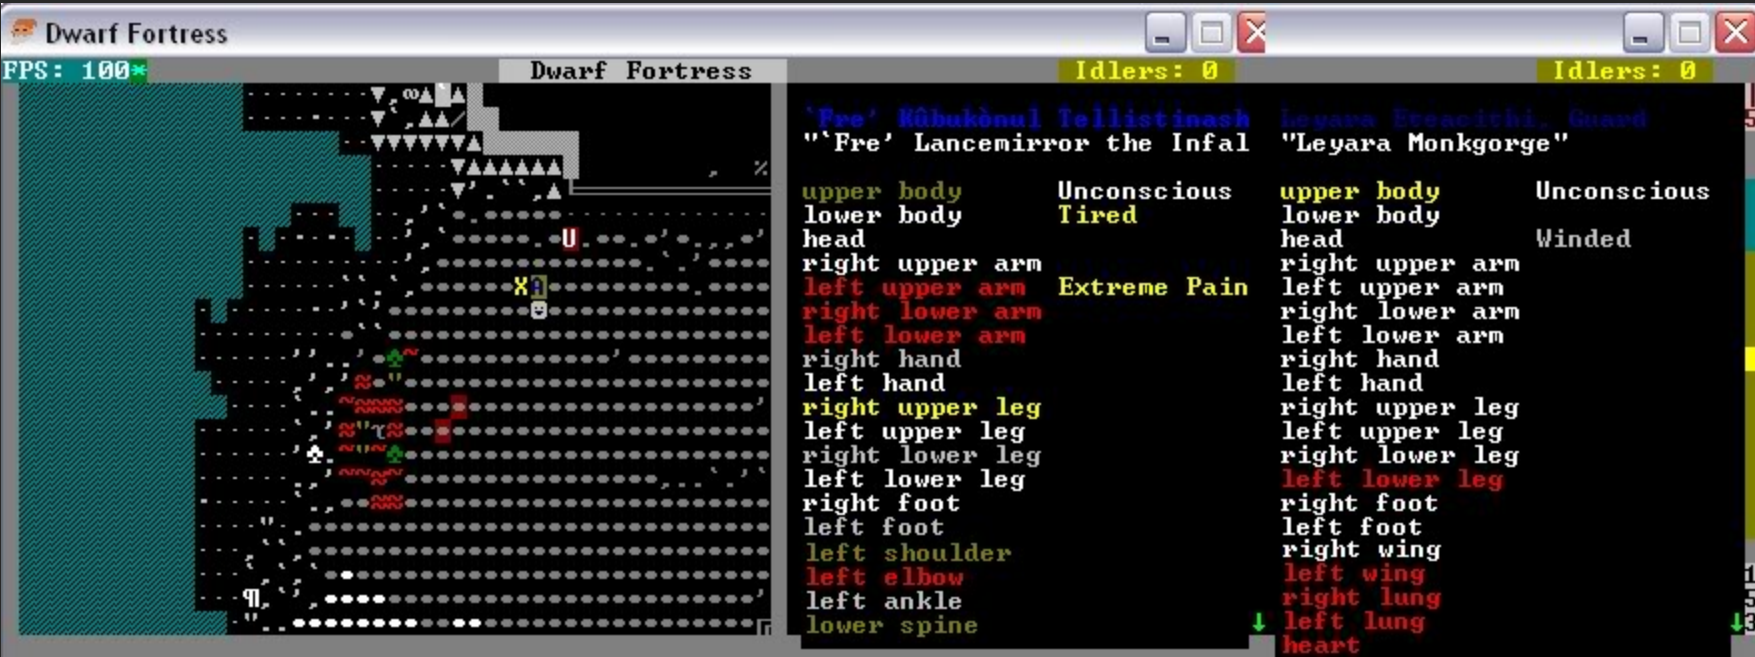 Dwarf Fortress
FPS: 100*
Dwarf Fortress
Idlers: 0
`Fre' Kûbukònul Tellistinash
"`Fre' Lancemirror the Infal
upper body Unconscious
lower body Tired
head
right upper arm
left upper arm Extreme Pain
right lower arm
left lower arm
right hand
left hand
right upper leg
left upper leg
right lower leg
left lower leg
right foot
left foot
left shoulder
left elbow
left ankle
lower spine
Idlers: 0
Leyara Eteacithi, Guard
"Leyara Monkgorge"
upper body Unconscious
lower body
head Winded
right upper arm
left upper arm
right lower arm
left lower arm
right hand
left hand
right upper leg
left upper leg
right lower leg
left lower leg
right foot
left foot
right wing
left wing
right lung
left lung
heart